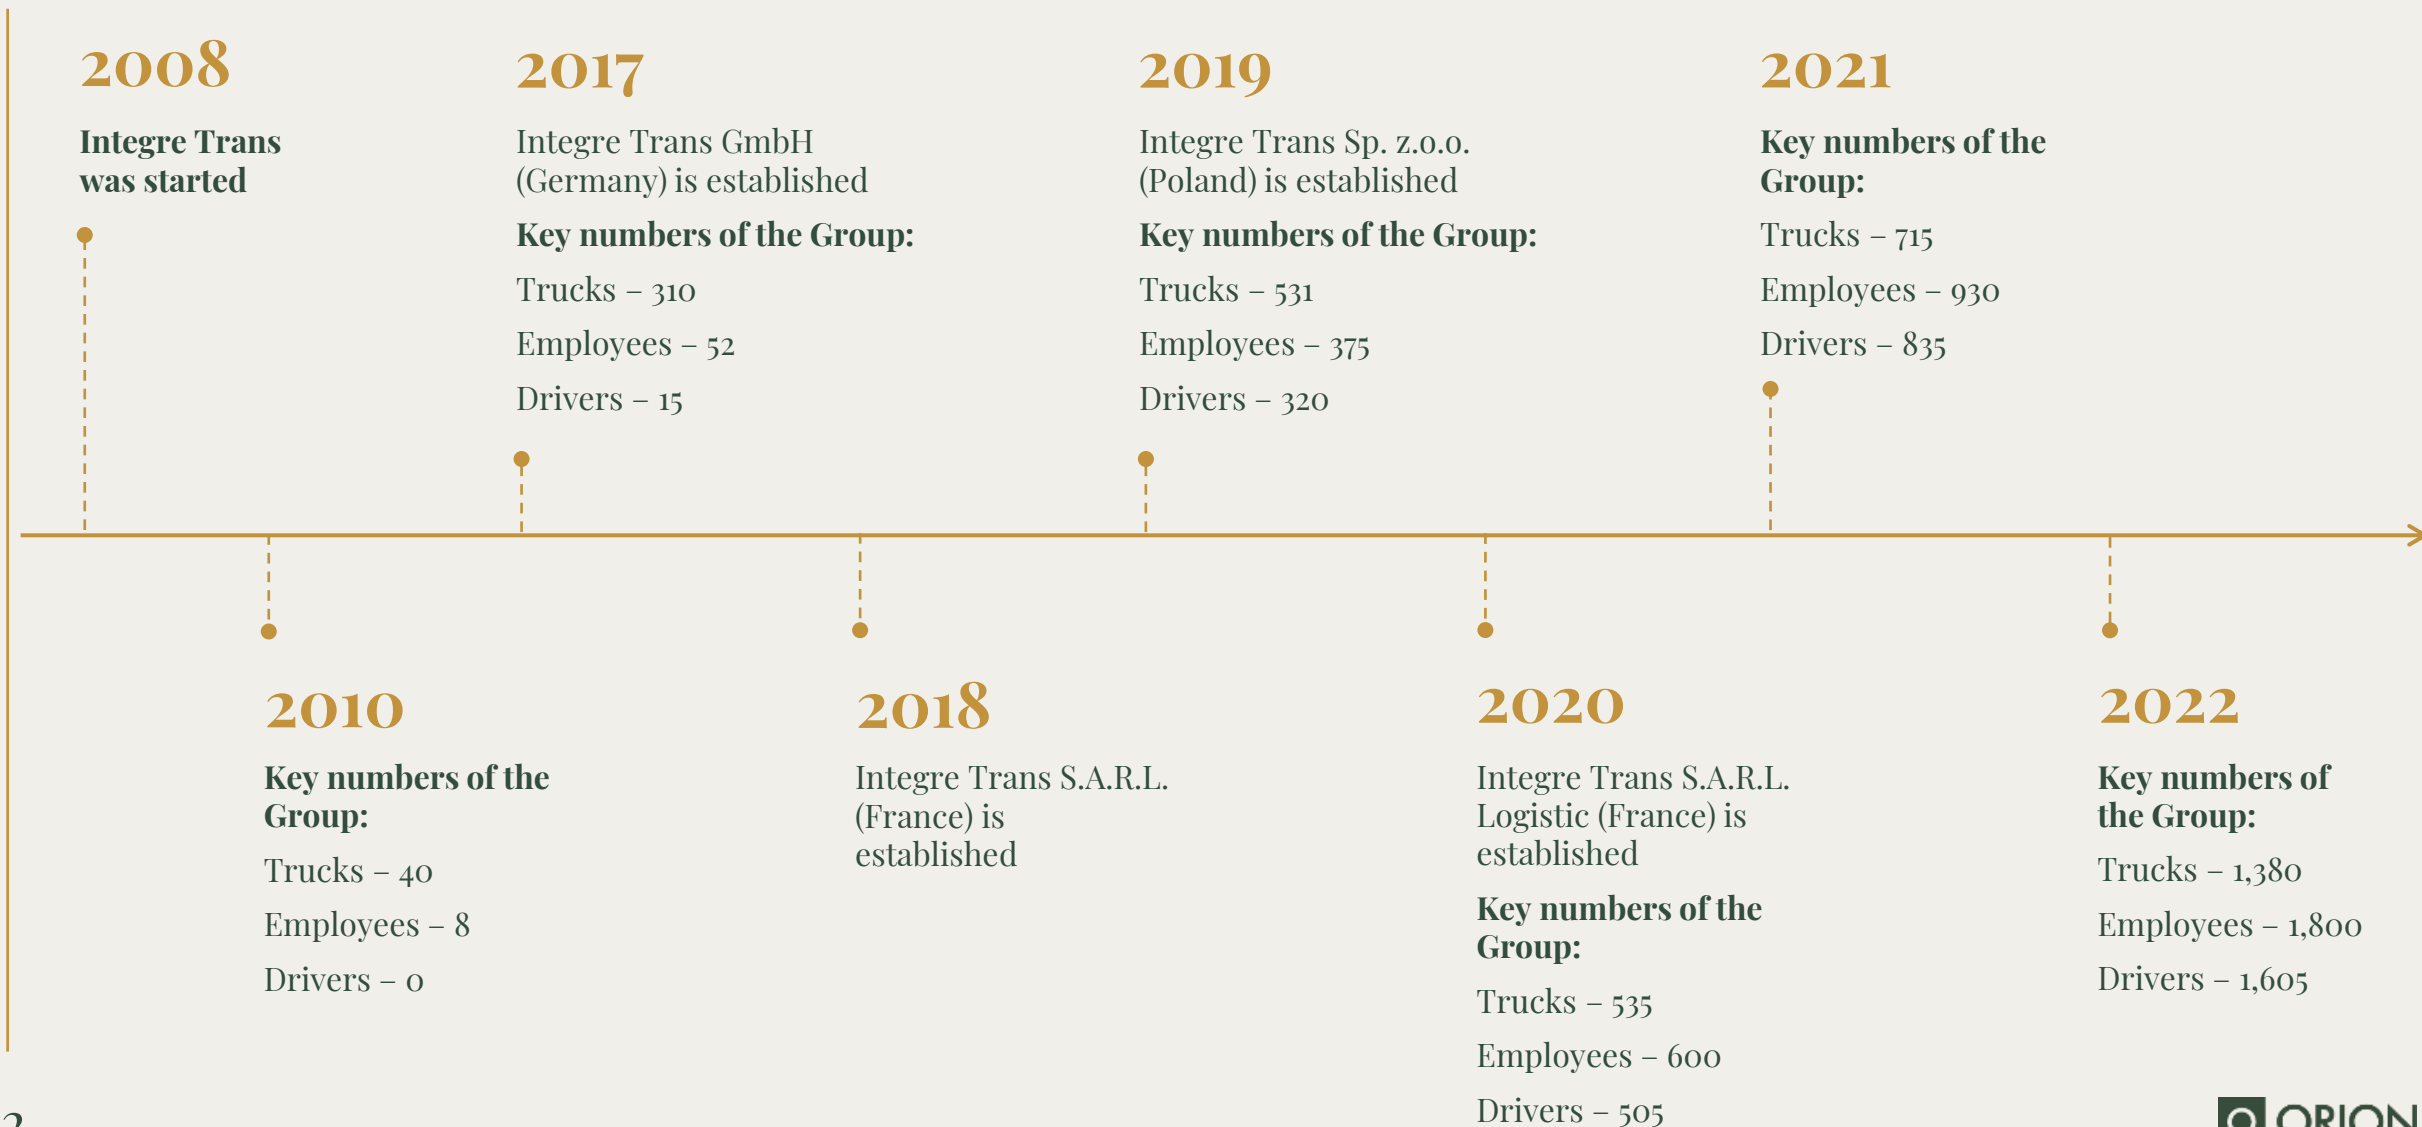 2008
Integre Trans
was started
2017
Integre Trans GmbH
(Germany) is established
Key numbers of the Group:
Trucks – 310
Employees – 52
Drivers – 15
2019
Integre Trans Sp. z.o.o.
(Poland) is established
Key numbers of the Group:
Trucks – 531
Employees – 375
Drivers – 320
2021
Key numbers of the
Group:
Trucks – 715
Employees – 930
Drivers – 835
2010
Key numbers of the
Group:
Trucks – 40
Employees – 8
Drivers – 0
2018
Integre Trans S.A.R.L.
(France) is
established
2020
Integre Trans S.A.R.L.
Logistic (France) is
established
Key numbers of the
Group:
Trucks – 535
Employees – 600
Drivers – 505
2022
Key numbers of
the Group:
Trucks – 1,380
Employees – 1,800
Drivers – 1,605
ORION